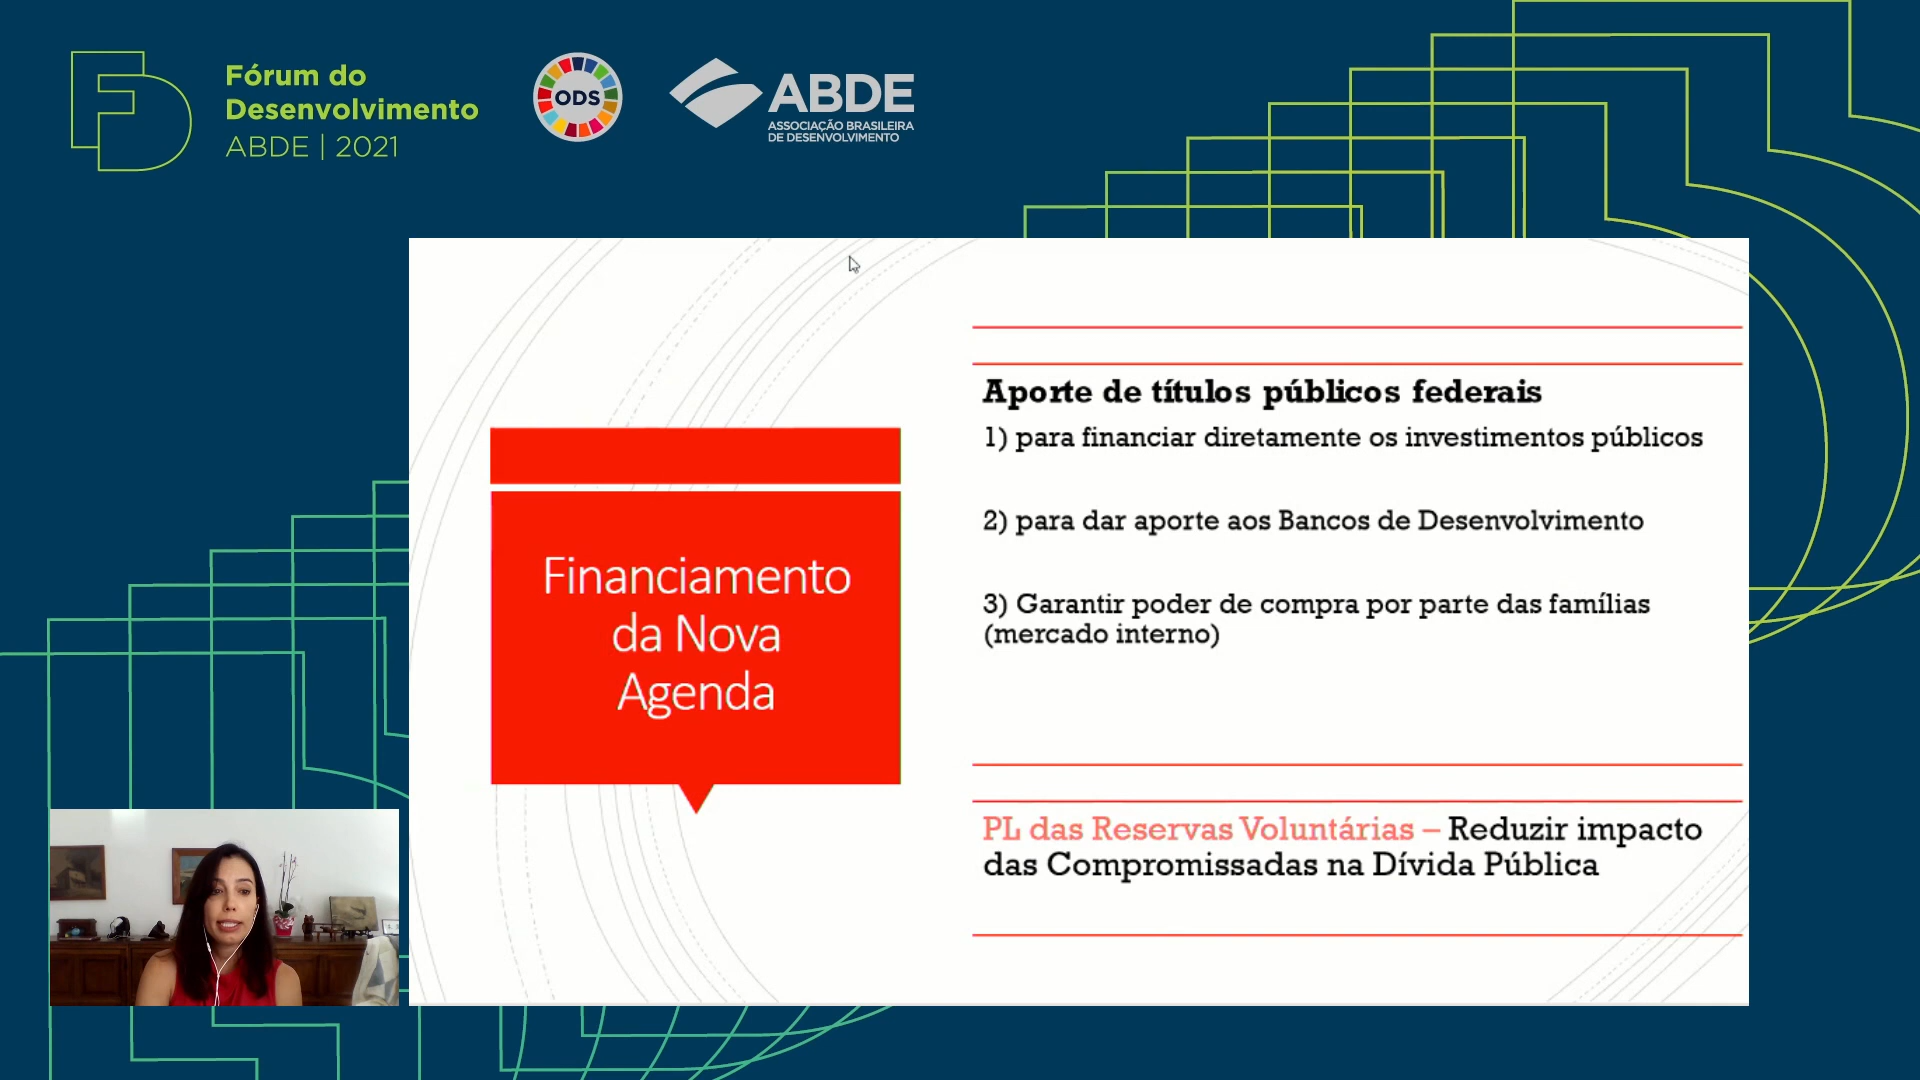 Fórum do
Desenvolvimento
ABDE | 2021
ODS
ABDE
ASSOCIAÇÃO BRASILEIRA
DE DESENVOLVIMENTO
Financiamento
da Nova
Agenda
Aporte de títulos públicos federais
1) para financiar diretamente os investimentos públicos
2) para dar aporte aos Bancos de Desenvolvimento
3) Garantir poder de compra por parte das famílias
(mercado interno)
PL das Reservas Voluntárias – Reduzir impacto
das Compromissadas na Dívida Pública